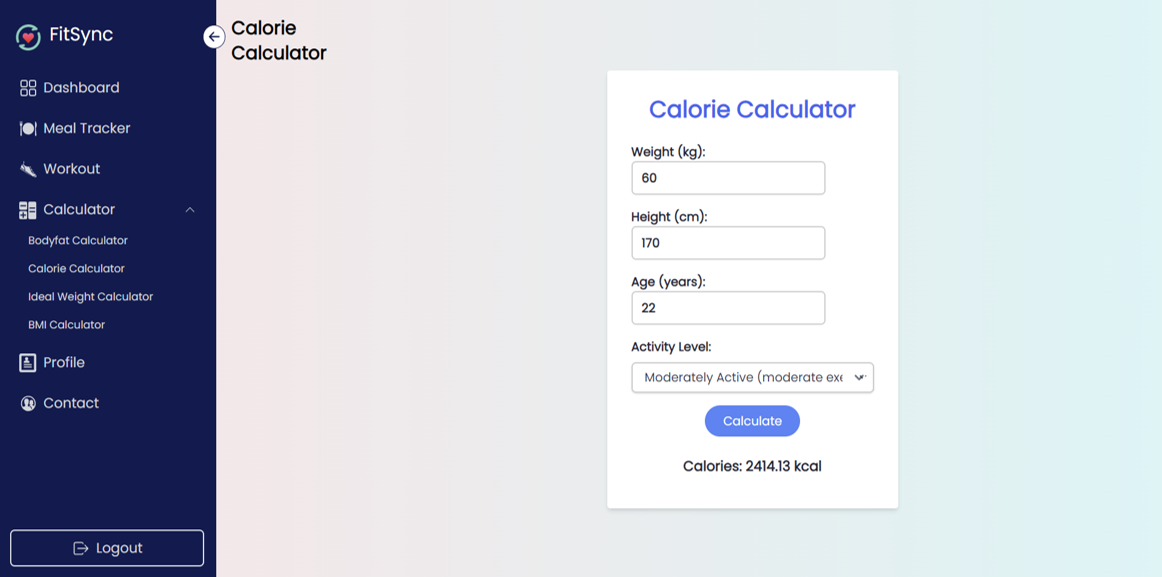 FitSync
Dashboard
Meal Tracker
Workout
Calculator
Bodyfat Calculator
Calorie Calculator
Ideal Weight Calculator
BMI Calculator
Profile
Contact
Logout
Calorie
Calculator
Calorie Calculator
Weight (kg):
60
Height (cm):
170
Age (years):
22
Activity Level:
Moderately Active (moderate exe
Calculate
Calories: 2414.13 kcal